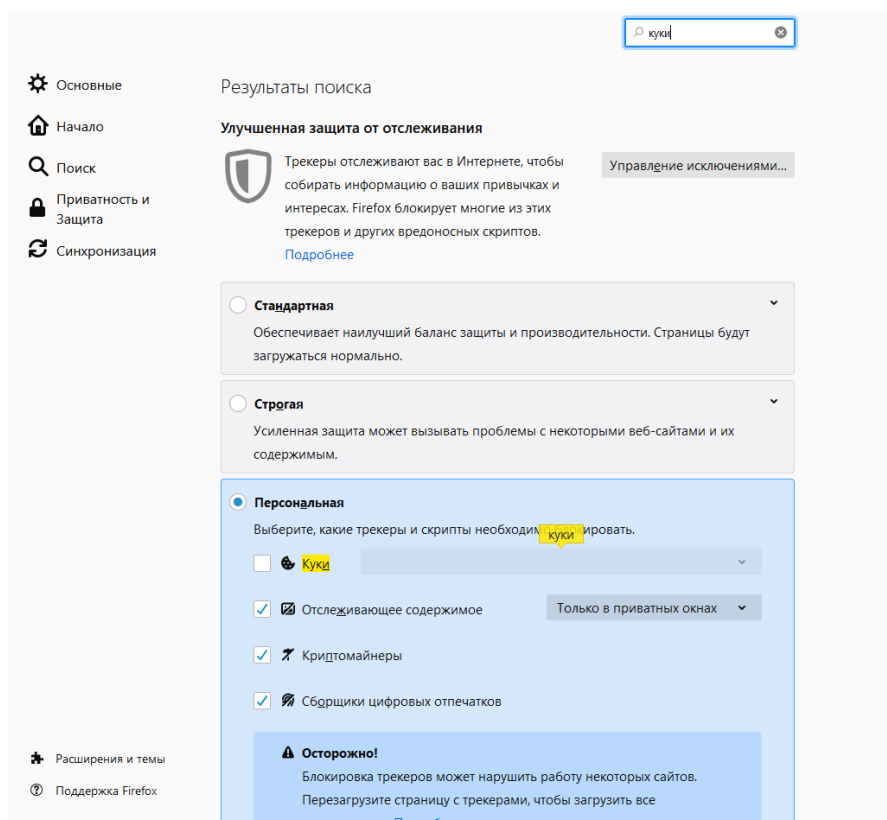 куки
Основные
Начало
Поиск
Приватность и
Защита
Синхронизация
Результаты поиска
Улучшенная защита от отслеживания
Трекеры отслеживают вас в Интернете, чтобы
собирать информацию о ваших привычках и
интересах. Firefox блокирует многие из этих
трекеров и других вредоносных скриптов.
Подробнее
Управление исключениями...
Стандартная
Обеспечивает наилучший баланс защиты и производительности. Страницы будут
загружаться нормально.
Строгая
Усиленная защита может вызывать проблемы с некоторыми веб-сайтами и их
содержимым.
Персональная
Выберите, какие трекеры и скрипты необходимо блокировать.
куки
Куки
Отслеживающее содержимое
Только в приватных окнах
Криптомайнеры
Сборщики цифровых отпечатков
Осторожно!
Блокировка трекеров может нарушить работу некоторых сайтов.
Перезагрузите страницу с трекерами, чтобы загрузить все
Расширения и темы
Поддержка Firefox